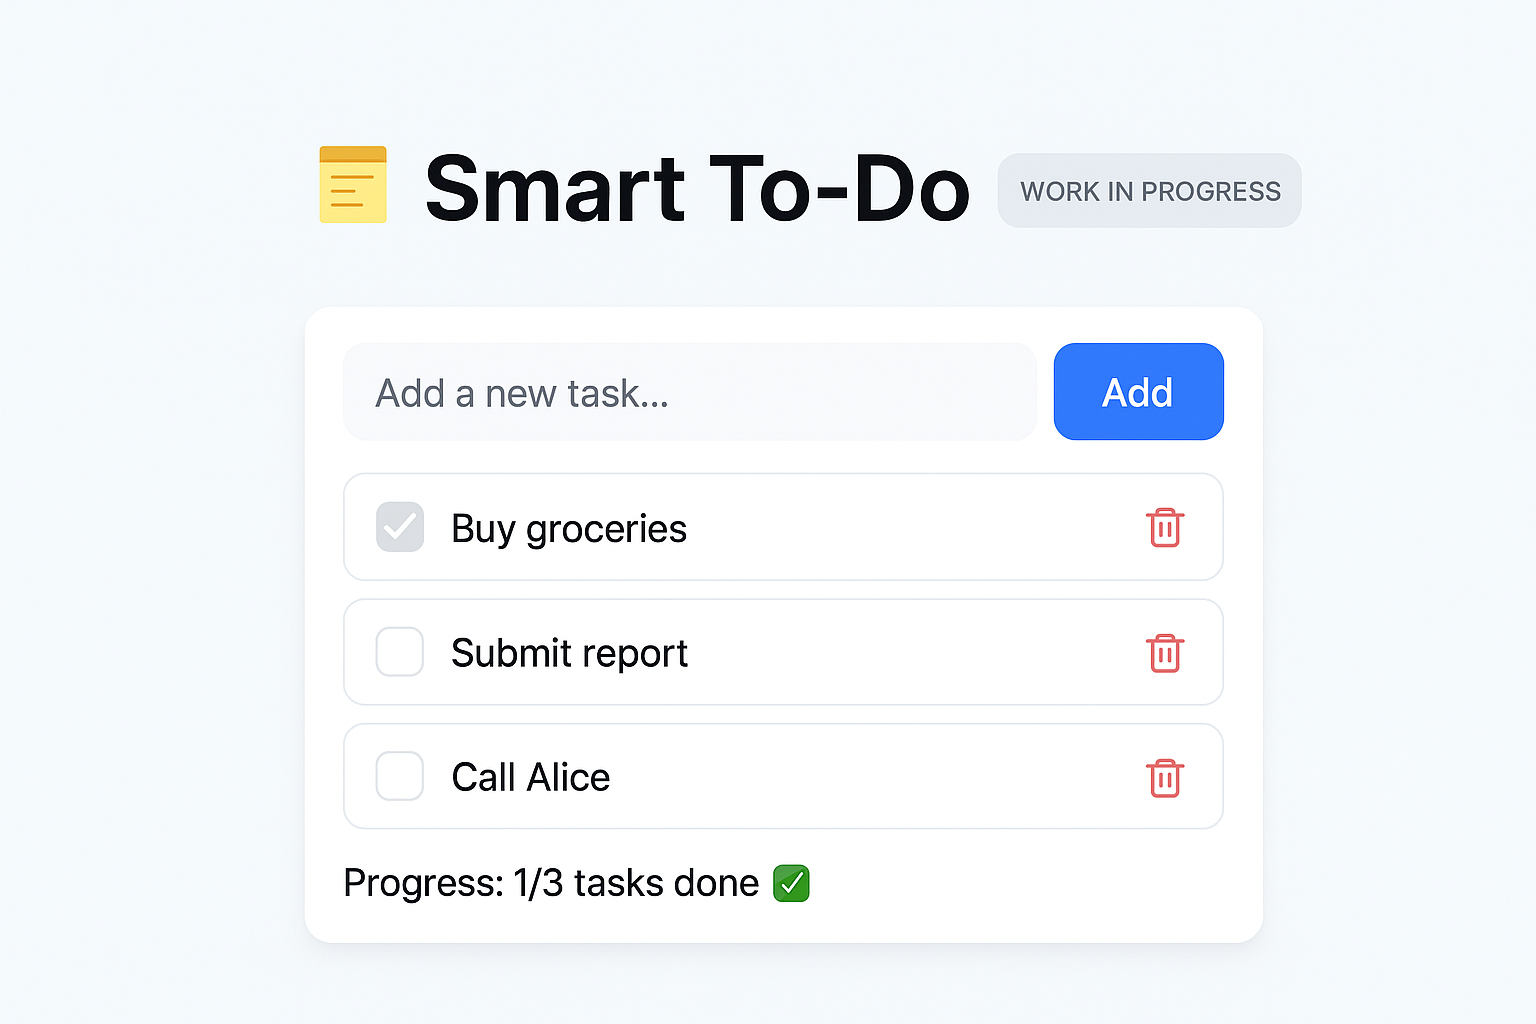 Smart To-Do WORK IN PROGRESS
Add a new task... Add
Buy groceries
Submit report
Call Alice
Progress: 1/3 tasks done ✅